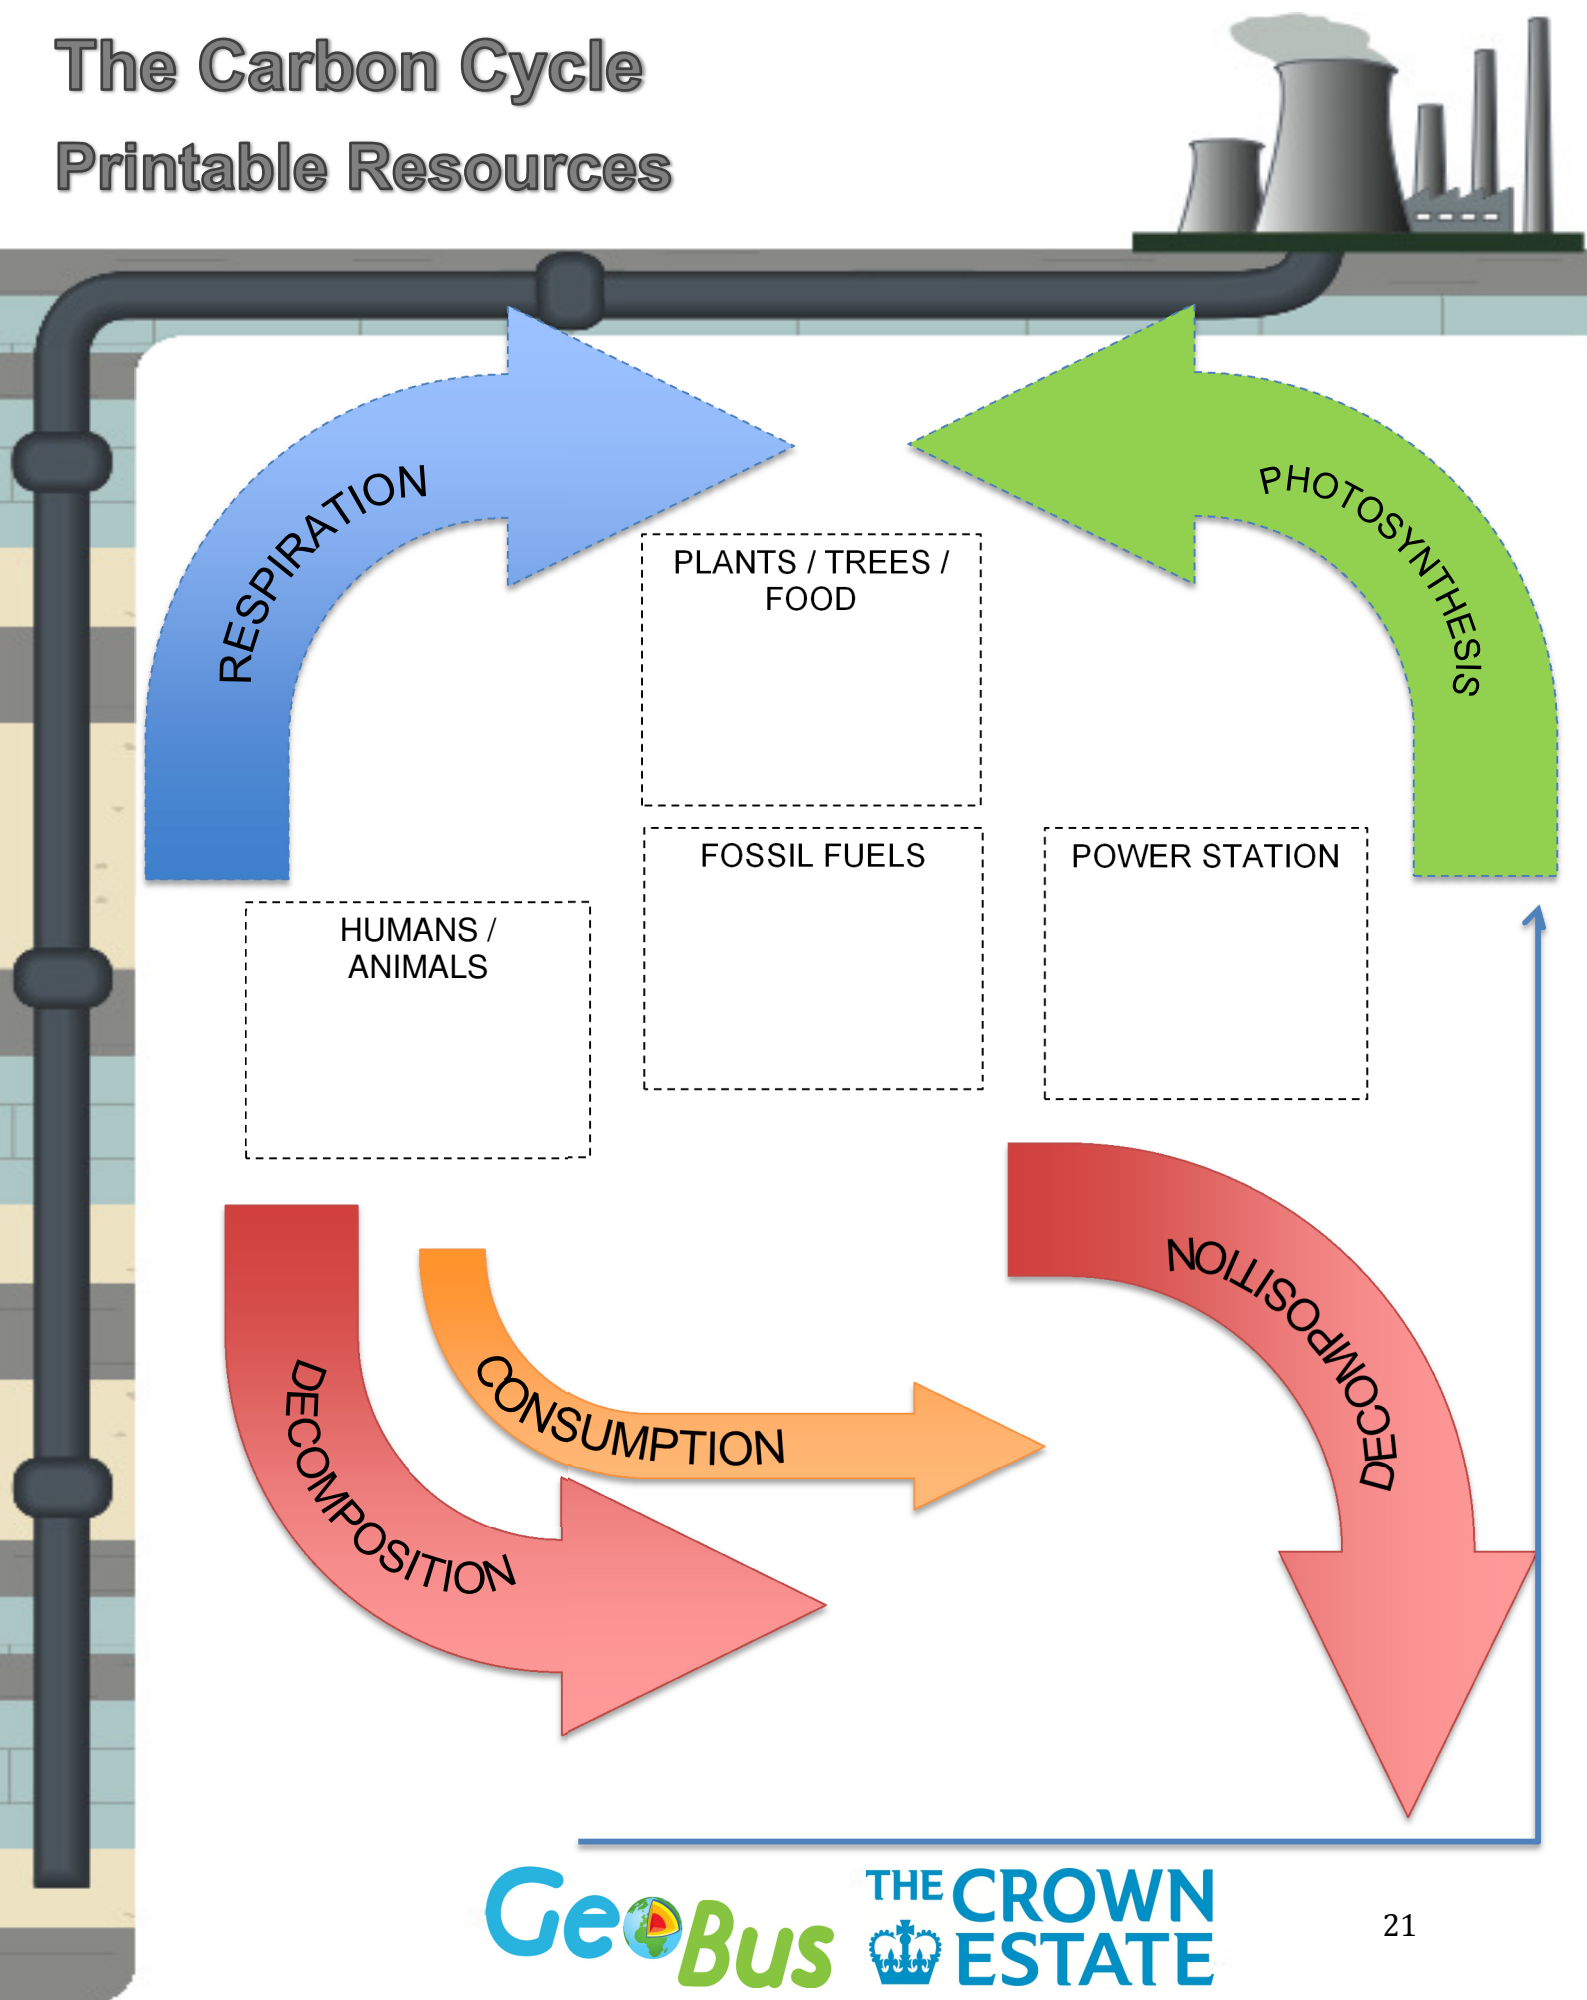 The Carbon Cycle
Printable Resources
RESPIRATION
PHOTOSYNTHESIS
PLANTS / TREES /
FOOD
FOSSIL FUELS
POWER STATION
HUMANS /
ANIMALS
DECOMPOSITION
CONSUMPTION
DECOMPOSITION
GeoBus
THE CROWN
ESTATE
21